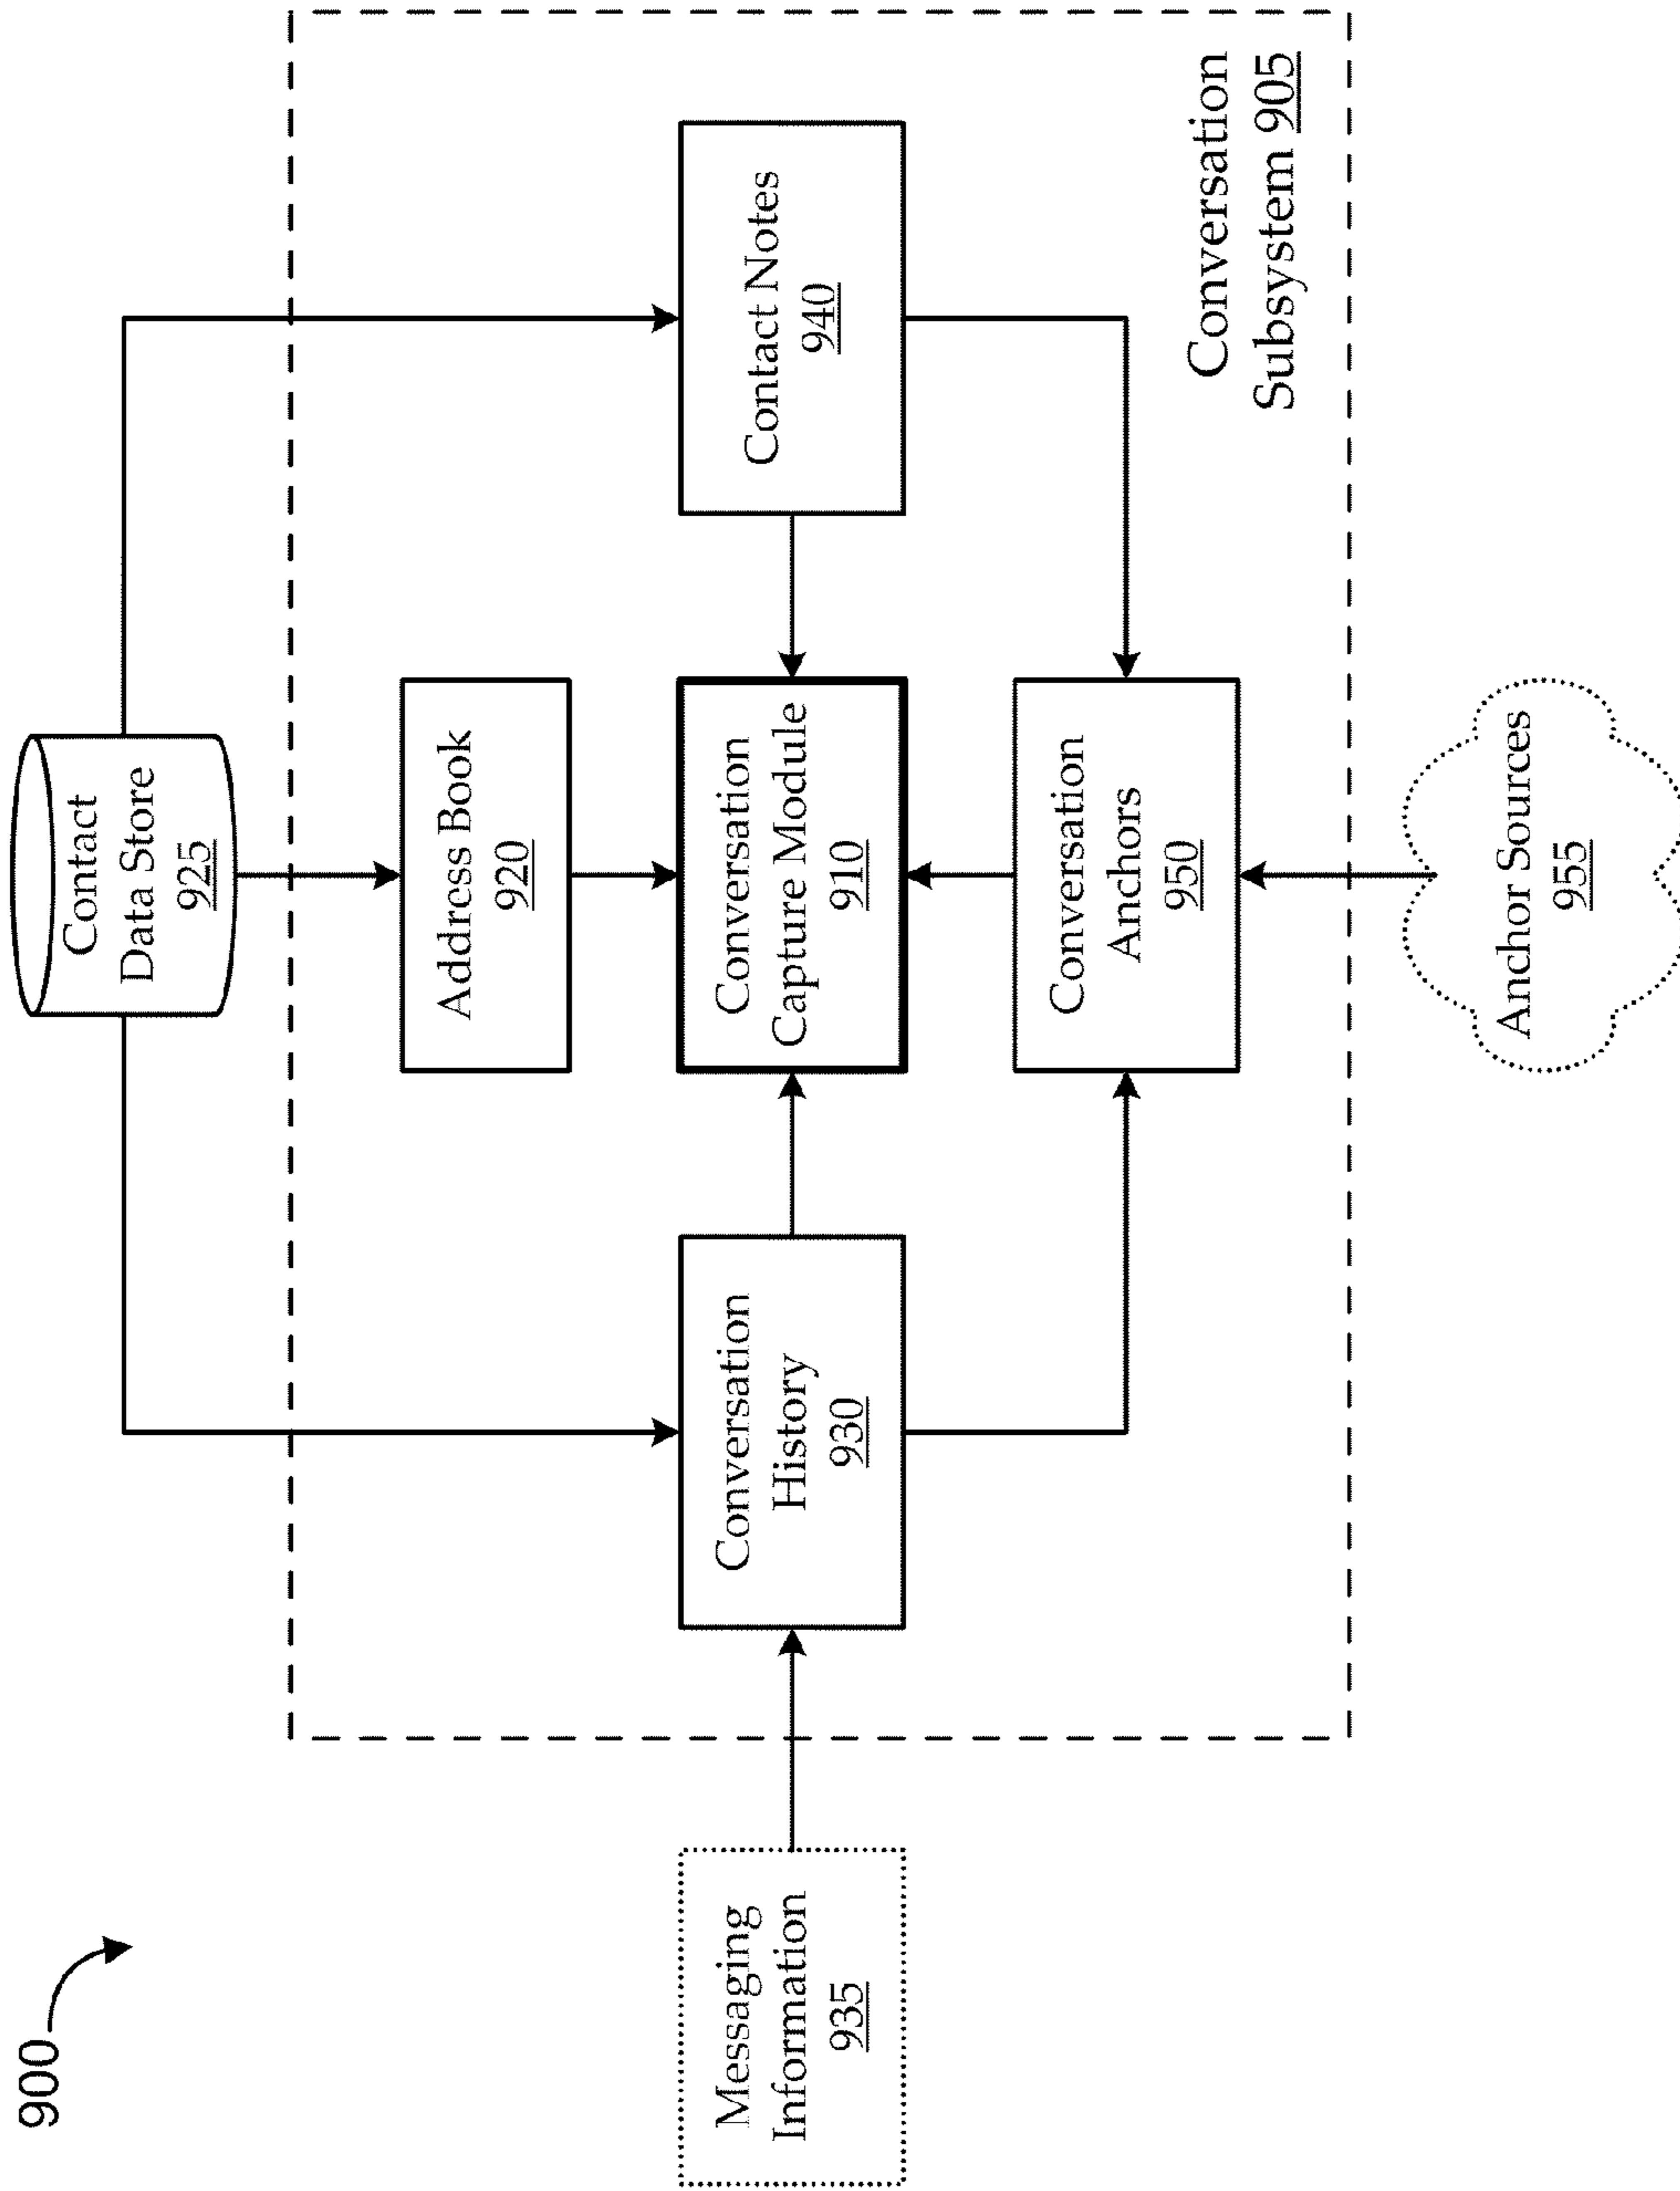 900
Contact
Data Store
925
Address Book
920
Messaging
Information
935
Conversation
History
930
Conversation
Capture Module
910
Contact Notes
940
Conversation
Anchors
950
Conversation
Subsystem 905
Anchor Sources
955